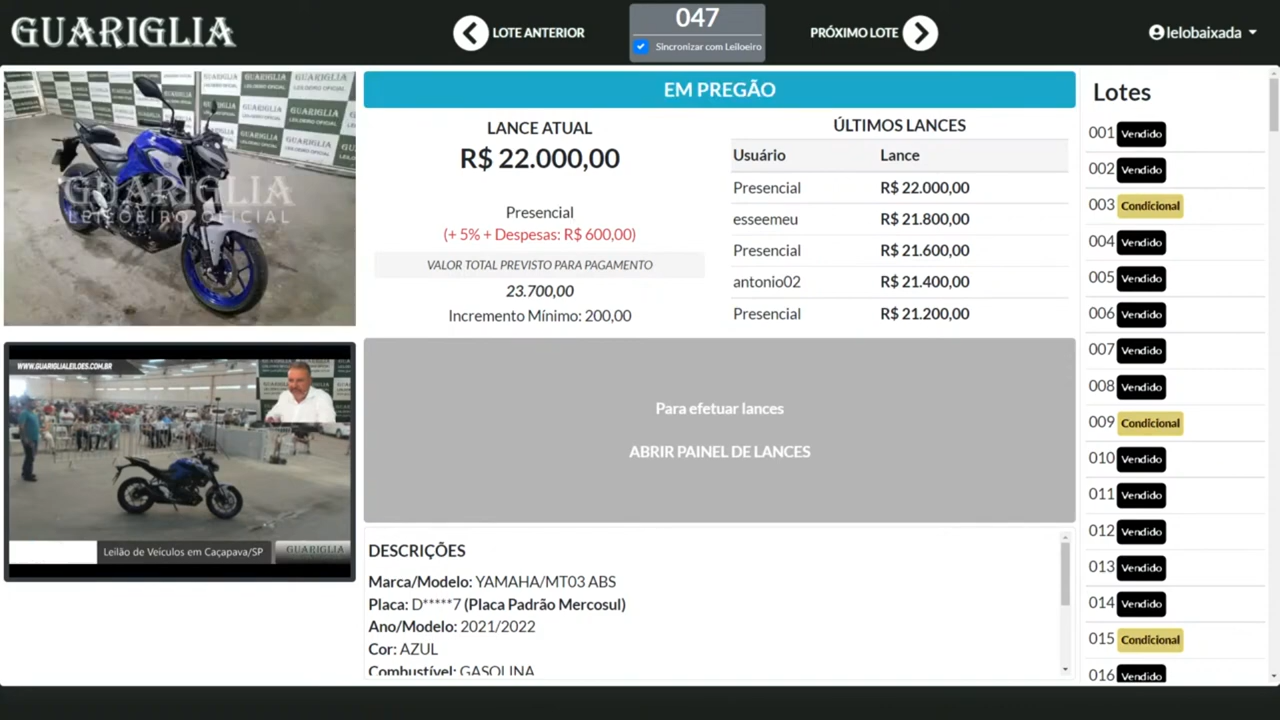 GUARIGLIA
LOTE ANTERIOR
047
Sincronizar com Leiloeiro
PRÓXIMO LOTE
lelobaixada
GUARIGLIA
LEILOEIRO OFICIAL
WWW.GUARIGLIALEILOES.COM.BR
Leilão de Veículos em Caçapava/SP
GUARIGLIA
EM PREGÃO
LANCE ATUAL
R$ 22.000,00
Presencial
(+ 5% + Despesas: R$ 600,00)
VALOR TOTAL PREVISTO PARA PAGAMENTO
23.700,00
Incremento Mínimo: 200,00
ÚLTIMOS LANCES
Usuário Lance
Presencial R$ 22.000,00
esseemeu R$ 21.800,00
Presencial R$ 21.600,00
antonio02 R$ 21.400,00
Presencial R$ 21.200,00
Para efetuar lances
ABRIR PAINEL DE LANCES
DESCRIÇÕES
Marca/Modelo: YAMAHA/MT03 ABS
Placa: D*****7 (Placa Padrão Mercosul)
Ano/Modelo: 2021/2022
Cor: AZUL
Combustível: GASOLINA
Lotes
001 Vendido
002 Vendido
003 Condicional
004 Vendido
005 Vendido
006 Vendido
007 Vendido
008 Vendido
009 Condicional
010 Vendido
011 Vendido
012 Vendido
013 Vendido
014 Vendido
015 Condicional
016 Vendido